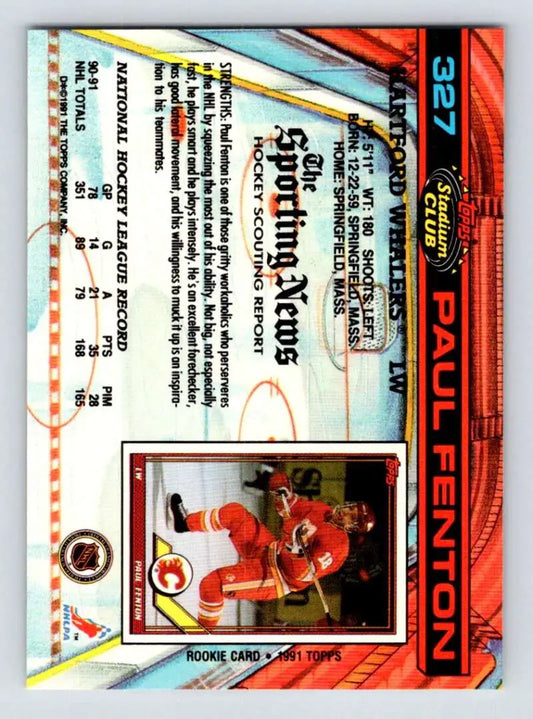 327
TOPPS
Stadium
CLUB
PAUL FENTON
HARTFORD WHALERS® LW
HT: 5'11" WT: 180 SHOOTS: LEFT
BORN: 12-22-59, SPRINGFIELD, MASS.
HOME: SPRINGFIELD, MASS.
The
Sporting News
HOCKEY SCOUTING REPORT
STRENGTHS: Paul Fenton is one of those gritty workaholics who perseveres
in the NHL by squeezing the most out of his ability. Not big, not especially
fast, he plays smart and he plays intensely. He's an excellent forechecker,
has good lateral movement, and his willingness to muck it up is an inspira-
tion to his teammates.
NATIONAL HOCKEY LEAGUE RECORD
GP G A PTS PIM
90-91 78 14 21 35 28
NHL TOTALS 351 89 79 168 165
D*©1991 THE TOPPS COMPANY, INC.
TOPPS
LW
PAUL FENTON
ROOKIE CARD • 1991 TOPPS
NHL
NHLPA
TM